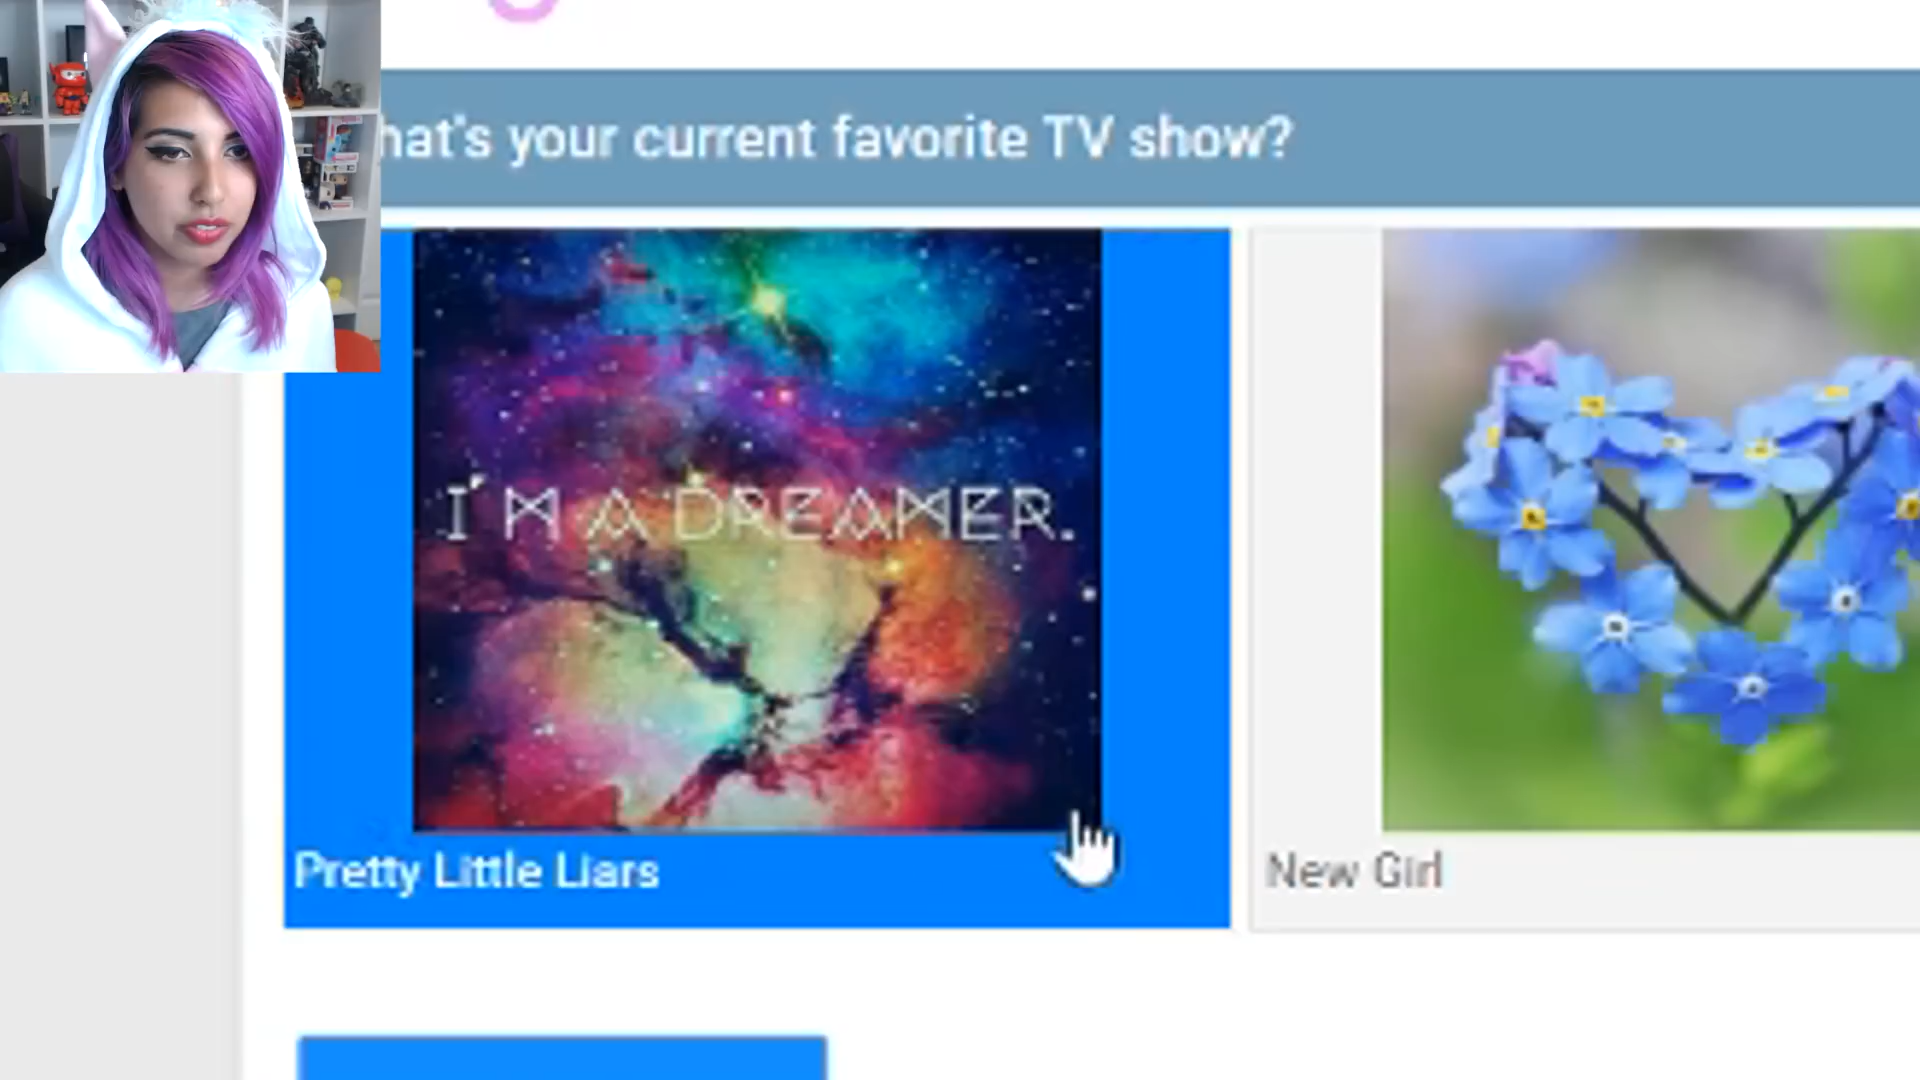 hat's your current favorite TV show?
I'M A DREAMER.
Pretty Little Liars
New Girl